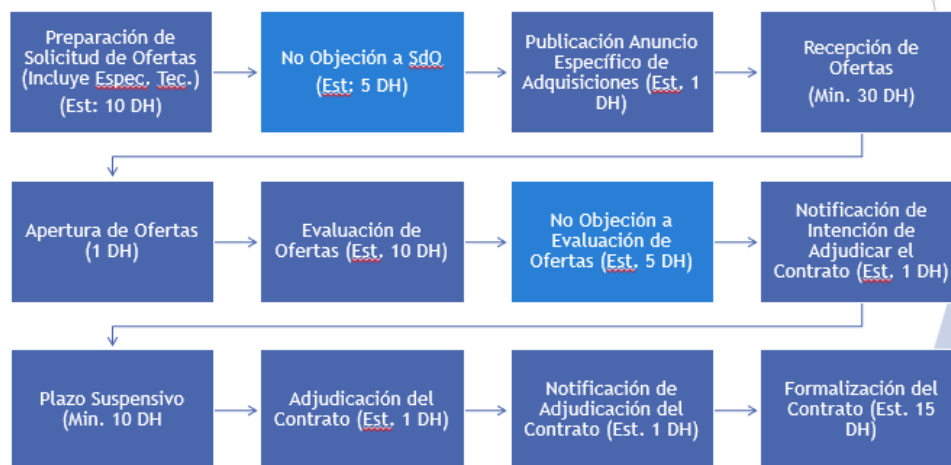 Preparación de
Solicitud de Ofertas
(Incluye Espec. Tec.)
(Est: 10 DH)
No Objeción a SdO
(Est: 5 DH)
Publicación Anuncio
Específico de
Adquisiciones (Est. 1
DH)
Recepción de
Ofertas
(Min. 30 DH)
Apertura de Ofertas
(1 DH)
Evaluación de
Ofertas (Est. 10 DH)
No Objeción a
Evaluación de
Ofertas (Est. 5 DH)
Notificación de
Intención de
Adjudicar el
Contrato (Est. 1 DH)
Plazo Suspensivo
(Min. 10 DH
Adjudicación del
Contrato (Est. 1 DH)
Notificación de
Adjudicación del
Contrato (Est. 1 DH)
Formalización del
Contrato (Est. 15
DH)